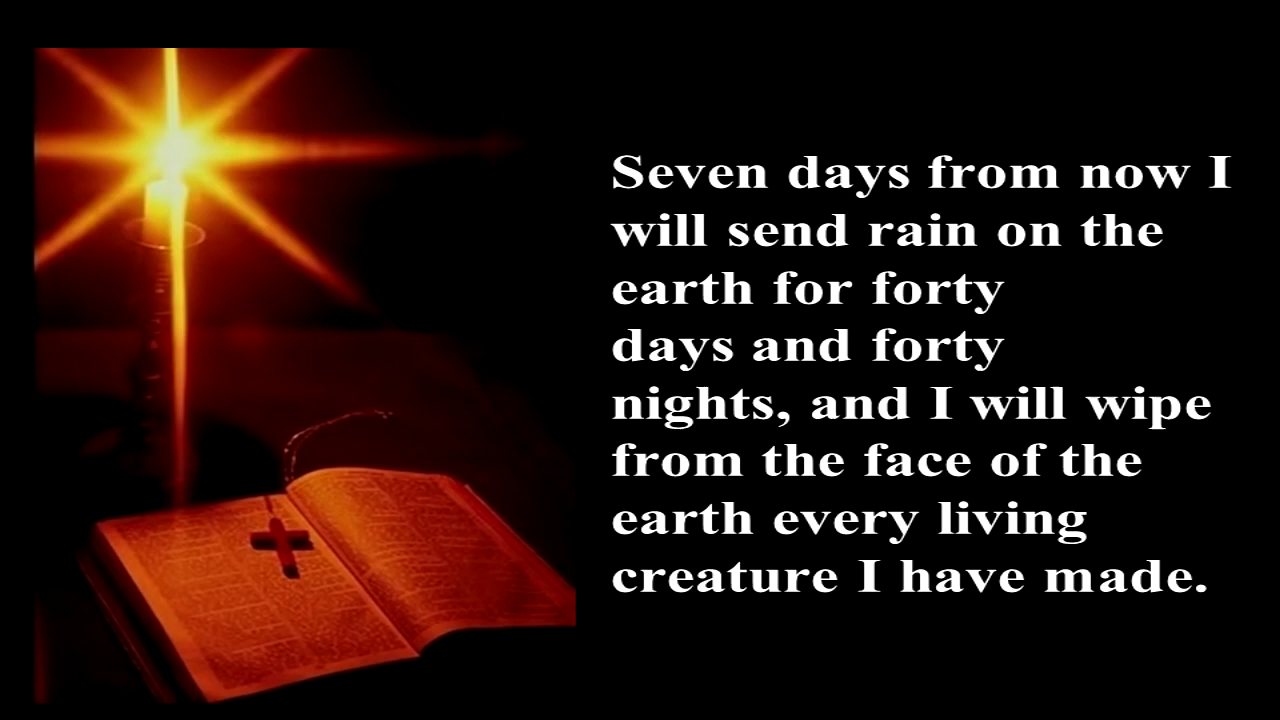 Seven days from now I
will send rain on the
earth for forty
days and forty
nights, and I will wipe
from the face of the
earth every living
creature I have made.